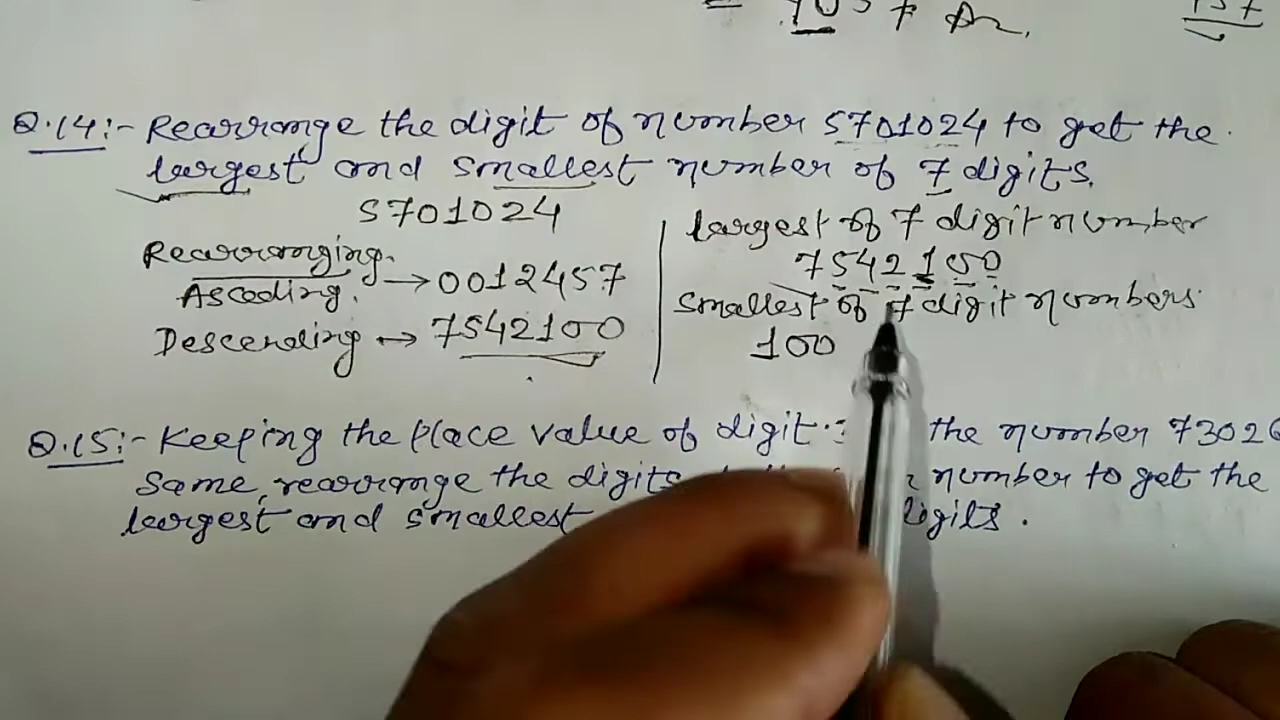 Q.14:- Rearrange the digit of number 5701024 to get the
largest and smallest number of 7 digits.
5701024
Rearranging.
Ascoding. → 0012457
Descending → 7542100
largest of 7 digit number
7542100
smallest of 7 digit numbers
100
Q.15:- Keeping the place value of digit the number 7302
Same, rearrange the digits number to get the
largest and smallest digits.